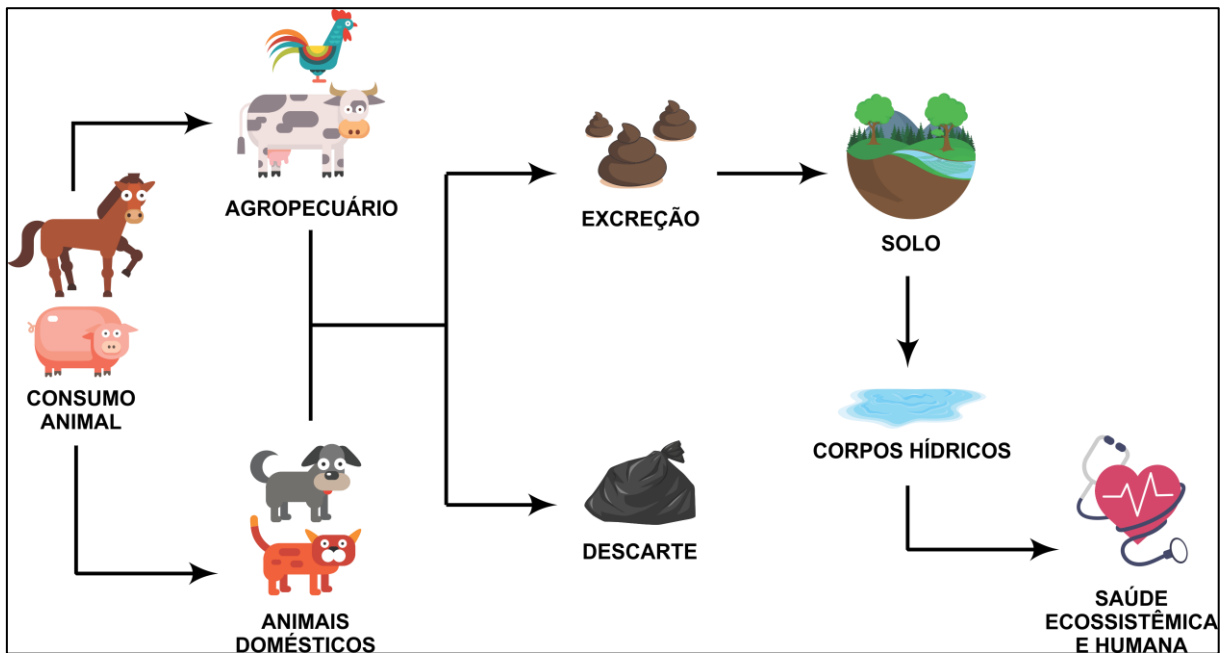 AGROPECUÁRIO
EXCREÇÃO
SOLO
CONSUMO
ANIMAL
CORPOS HÍDRICOS
DESCARTE
ANIMAIS
DOMÉSTICOS
SAÚDE
ECOSSISTÊMICA
E HUMANA